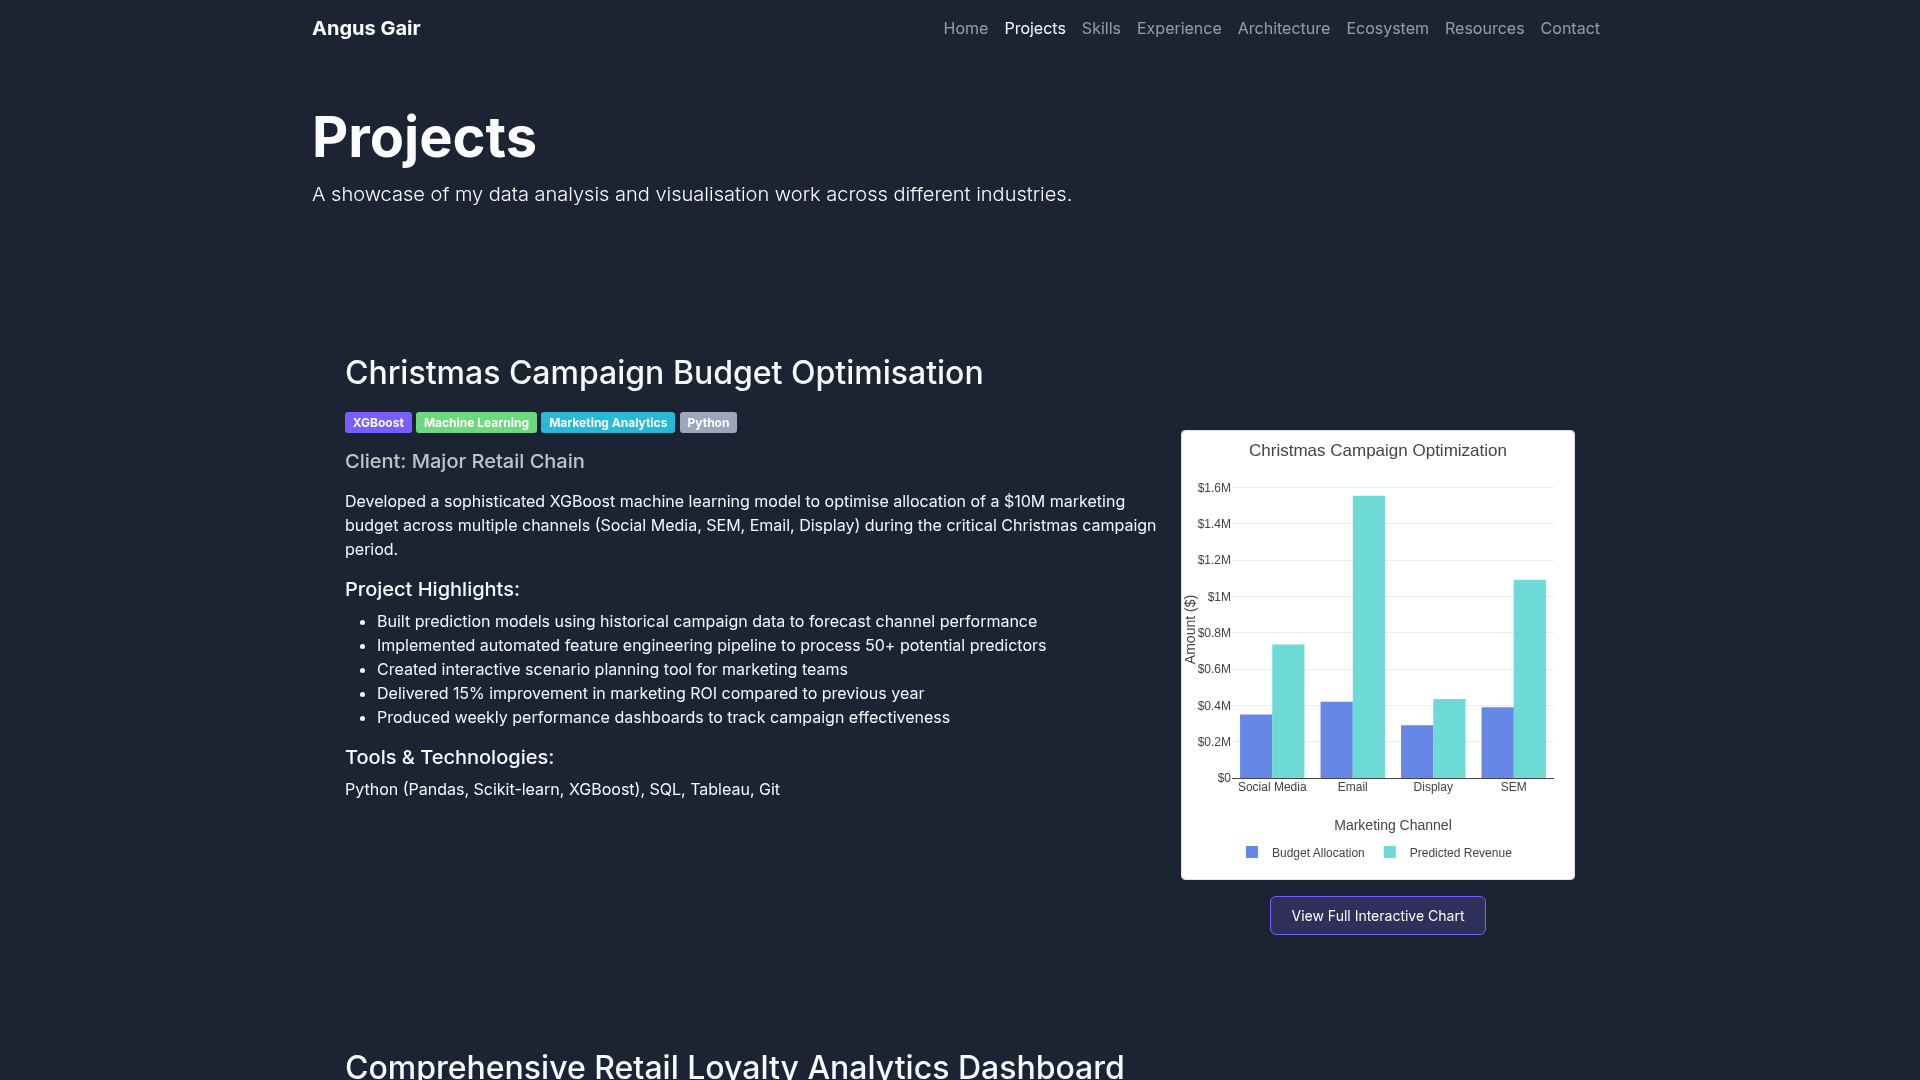 Angus Gair
Home Projects Skills Experience Architecture Ecosystem Resources Contact
Projects
A showcase of my data analysis and visualisation work across different industries.
Christmas Campaign Budget Optimisation
XGBoost Machine Learning Marketing Analytics Python
Client: Major Retail Chain
Developed a sophisticated XGBoost machine learning model to optimise allocation of a $10M marketing
budget across multiple channels (Social Media, SEM, Email, Display) during the critical Christmas campaign
period.
Project Highlights:
• Built prediction models using historical campaign data to forecast channel performance
• Implemented automated feature engineering pipeline to process 50+ potential predictors
• Created interactive scenario planning tool for marketing teams
• Delivered 15% improvement in marketing ROI compared to previous year
• Produced weekly performance dashboards to track campaign effectiveness
Tools & Technologies:
Python (Pandas, Scikit-learn, XGBoost), SQL, Tableau, Git
Christmas Campaign Optimization
Amount ($)
$1.6M
$1.4M
$1.2M
$1M
$0.8M
$0.6M
$0.4M
$0.2M
$0
Social Media Email Display SEM
Marketing Channel
Budget Allocation Predicted Revenue
View Full Interactive Chart
Comprehensive Retail Loyalty Analytics Dashboard